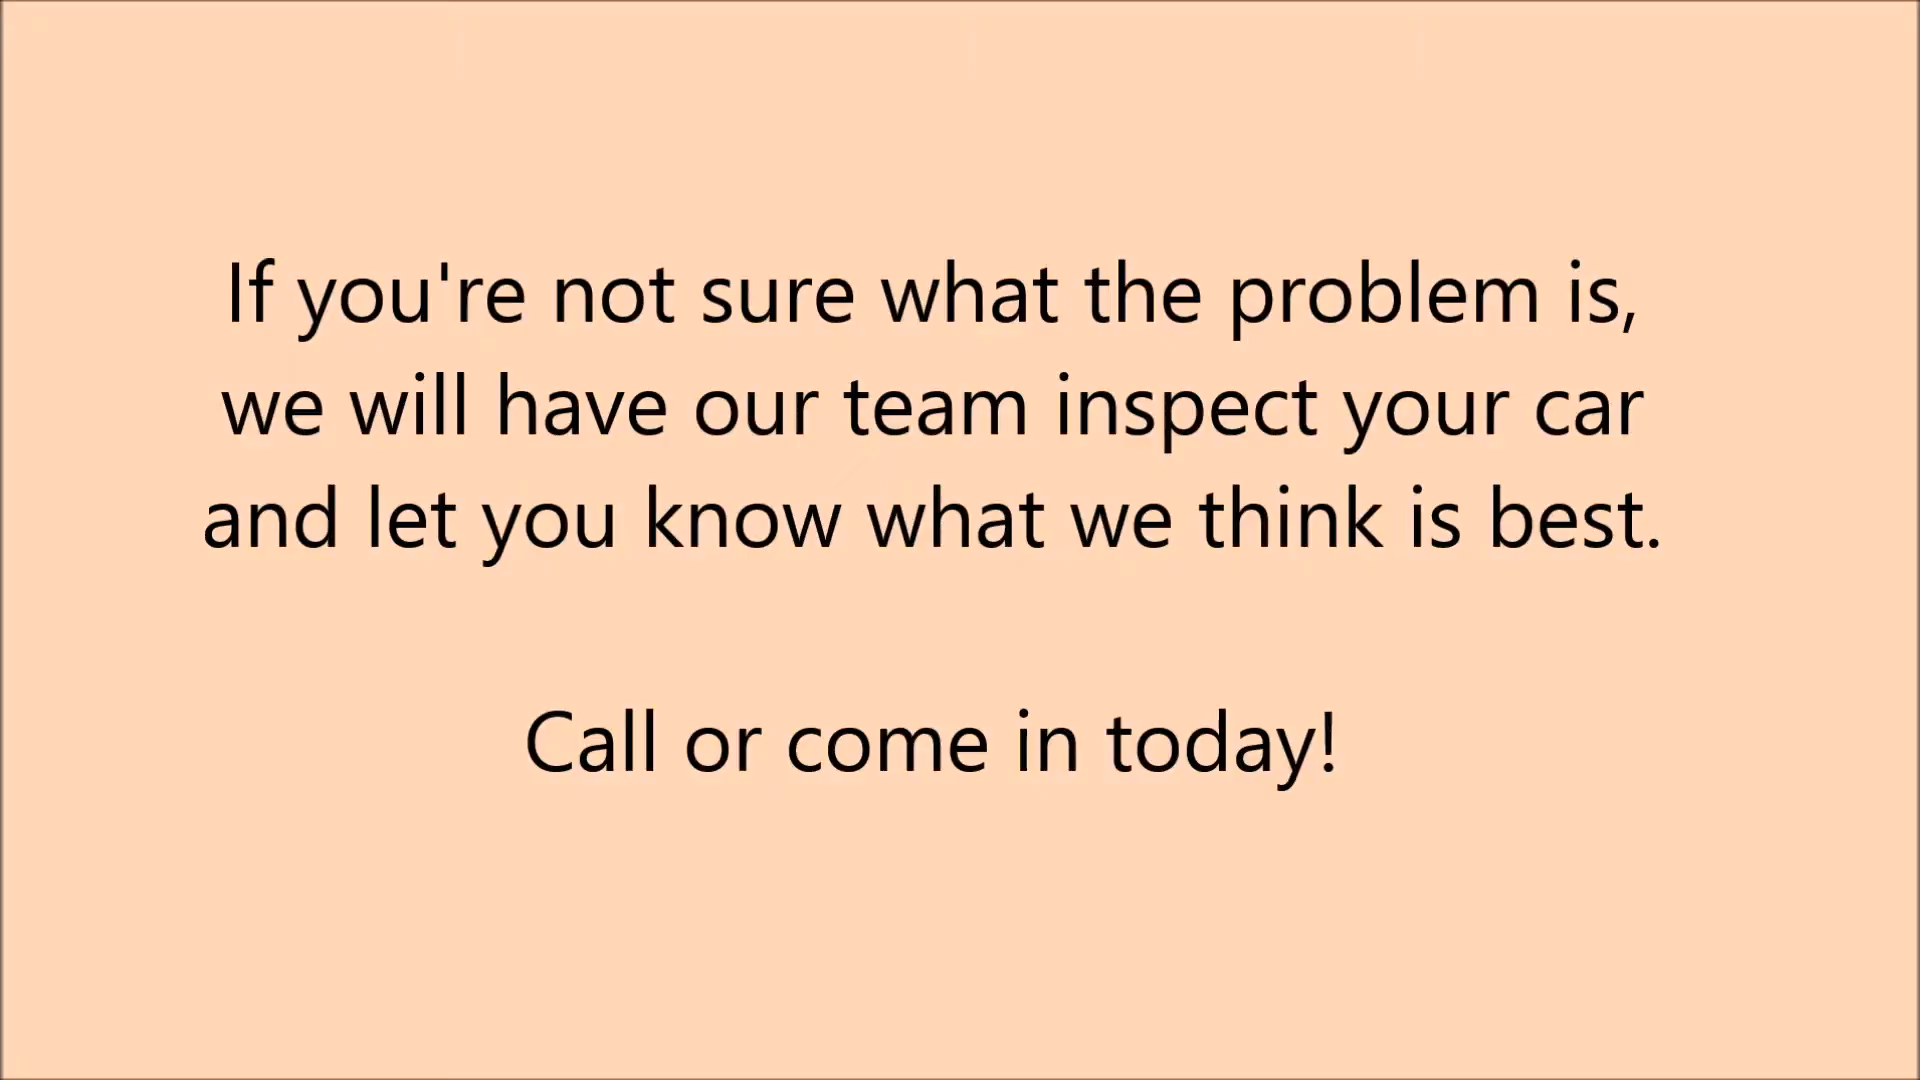 If you're not sure what the problem is,
we will have our team inspect your car
and let you know what we think is best.
Call or come in today!